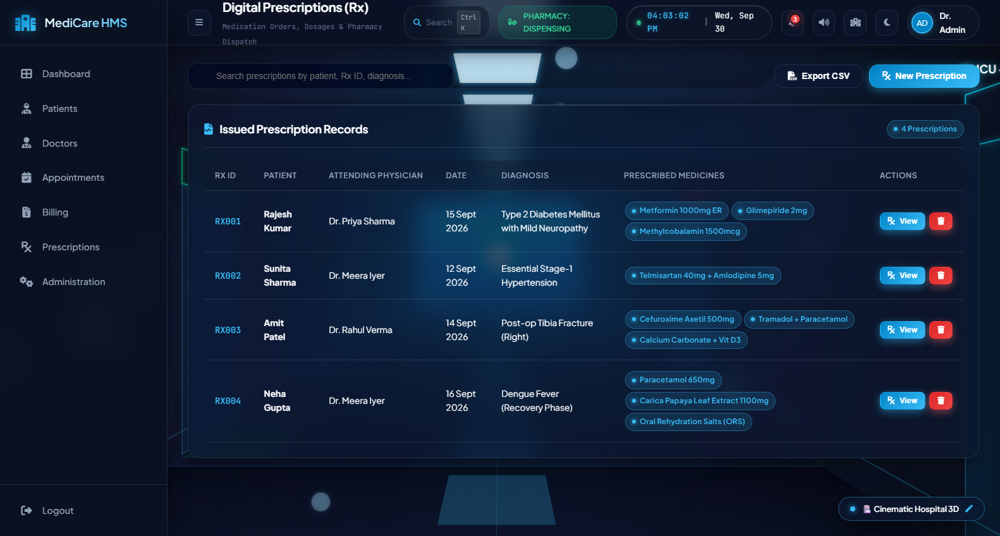 MediCare HMS
Dashboard
Patients
Doctors
Appointments
Billing
Prescriptions
Administration
Logout
Digital Prescriptions (Rx)
Medication Orders, Dosages & Pharmacy
Dispatch
Search
Ctrl
K
PHARMACY:
DISPENSING
04:03:02
PM
|
Wed, Sep
30
3
AD
Dr.
Admin
Search prescriptions by patient, Rx ID, diagnosis...
Export CSV
New Prescription
ICU
Issued Prescription Records
4 Prescriptions
RX ID PATIENT ATTENDING PHYSICIAN DATE DIAGNOSIS PRESCRIBED MEDICINES ACTIONS
RX001
Rajesh
Kumar
Dr. Priya Sharma
15 Sept
2026
Type 2 Diabetes Mellitus
with Mild Neuropathy
Metformin 1000mg ER
Glimepiride 2mg
Methylcobalamin 1500mcg
View
RX002
Sunita
Sharma
Dr. Meera Iyer
12 Sept
2026
Essential Stage-1
Hypertension
Telmisartan 40mg + Amlodipine 5mg
View
RX003
Amit
Patel
Dr. Rahul Verma
14 Sept
2026
Post-op Tibia Fracture
(Right)
Cefuroxime Axetil 500mg
Tramadol + Paracetamol
Calcium Carbonate + Vit D3
View
RX004
Neha
Gupta
Dr. Meera Iyer
16 Sept
2026
Dengue Fever
(Recovery Phase)
Paracetamol 650mg
Carica Papaya Leaf Extract 1100mg
Oral Rehydration Salts (ORS)
View
Cinematic Hospital 3D